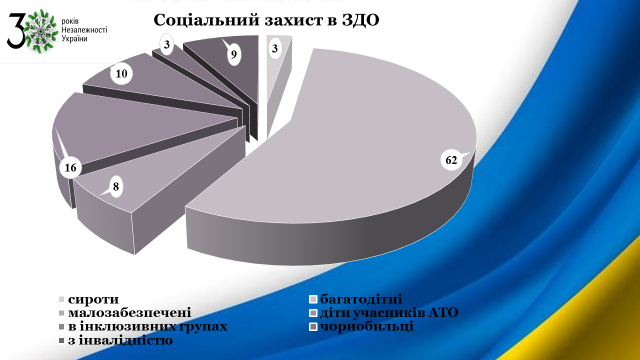 30 років
Незалежності
України
Соціальний захист в ЗДО
3
9
3
10
62
16
8
сироти
багатодітні
малозабезпечені
діти учасників АТО
в інклюзивних групах
чорнобильці
з інвалідністю